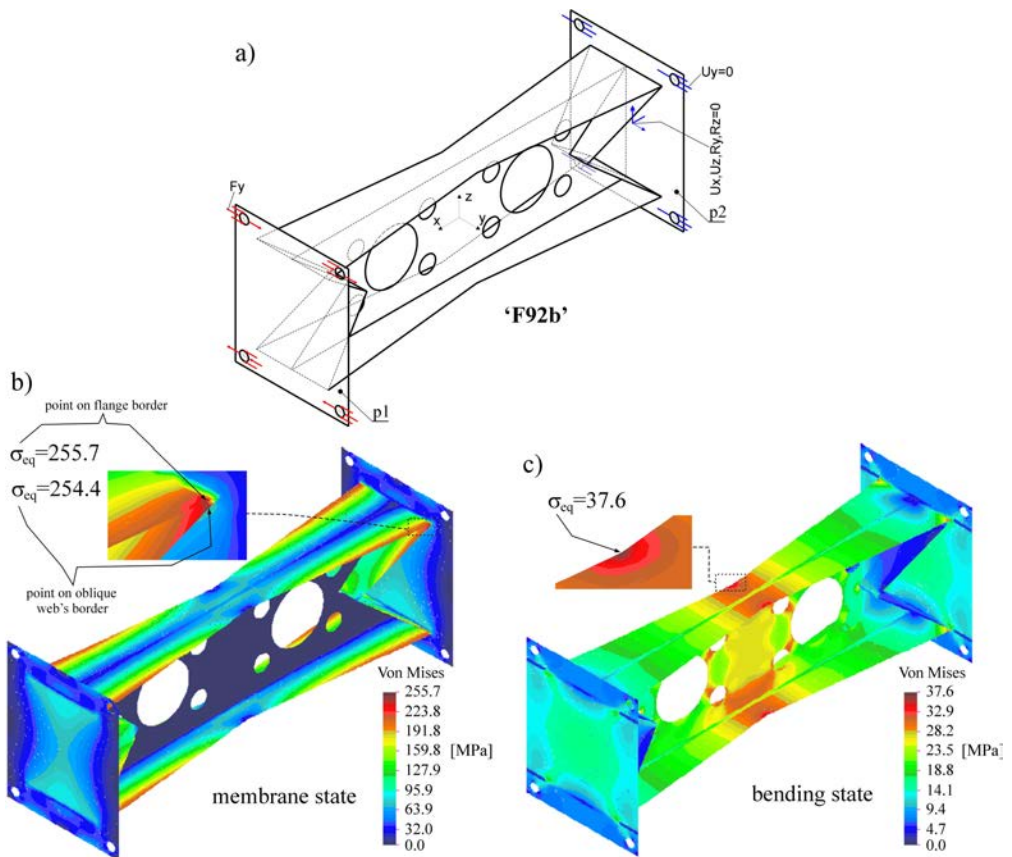 a)
Uy=0
Ux,Uz,Ry,Rz=0
p2
Fy
z
x
y
'F92b'
p1
b)
point on flange border
σeq=255.7
σeq=254.4
point on oblique
web's border
membrane state
Von Mises
255.7
223.8
191.8
159.8
127.9
95.9
63.9
32.0
0.0
[MPa]
c)
σeq=37.6
bending state
Von Mises
37.6
32.9
28.2
23.5
18.8
14.1
9.4
4.7
0.0
[MPa]